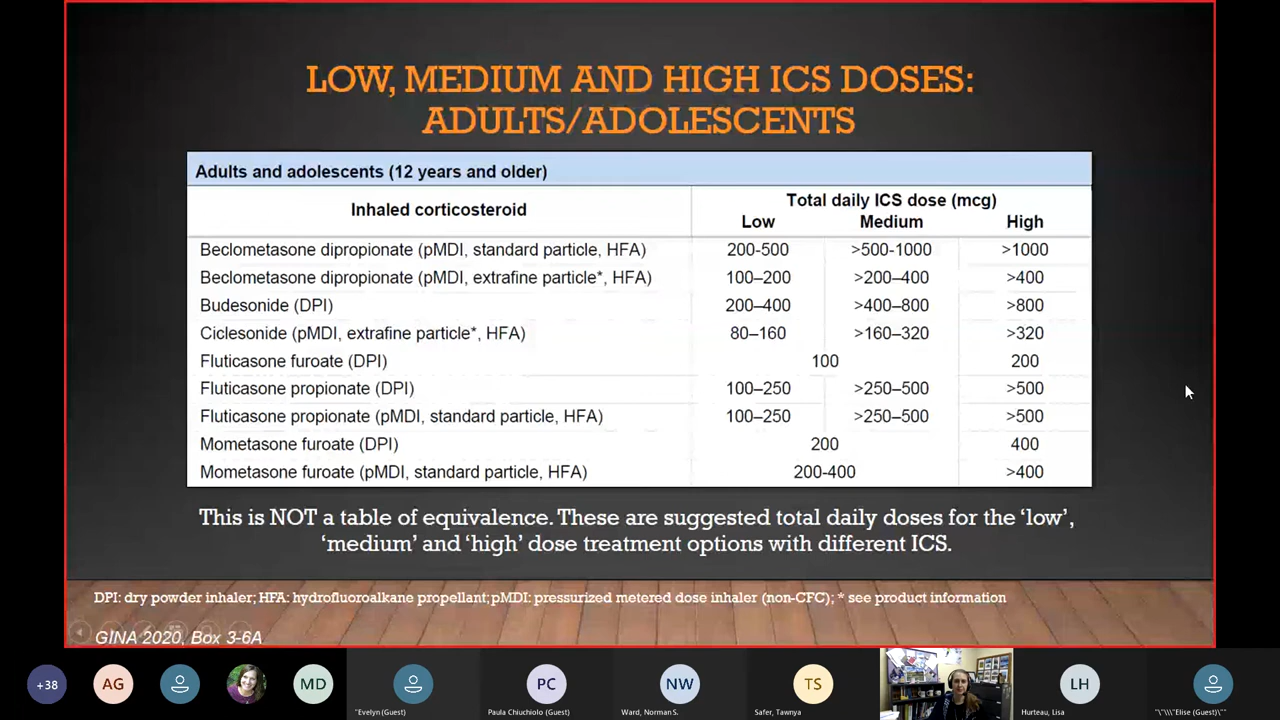 LOW, MEDIUM AND HIGH ICS DOSES:
ADULTS/ADOLESCENTS
Adults and adolescents (12 years and older)
Inhaled corticosteroid
Total daily ICS dose (mcg)
Low Medium High
Beclometasone dipropionate (pMDI, standard particle, HFA) 200-500 >500-1000 >1000
Beclometasone dipropionate (pMDI, extrafine particle*, HFA) 100–200 >200–400 >400
Budesonide (DPI) 200–400 >400–800 >800
Ciclesonide (pMDI, extrafine particle*, HFA) 80–160 >160–320 >320
Fluticasone furoate (DPI) 100 200
Fluticasone propionate (DPI) 100–250 >250–500 >500
Fluticasone propionate (pMDI, standard particle, HFA) 100–250 >250–500 >500
Mometasone furoate (DPI) 200 400
Mometasone furoate (pMDI, standard particle, HFA) 200-400 >400
This is NOT a table of equivalence. These are suggested total daily doses for the ‘low’,
‘medium’ and ‘high’ dose treatment options with different ICS.
DPI: dry powder inhaler; HFA: hydrofluoroalkane propellant; pMDI: pressurized metered dose inhaler (non-CFC); * see product information
GINA 2020, Box 3-6A
+38 AG MD PC NW TS LH
"Evelyn (Guest) Paula Chiuchiolo (Guest) Ward, Norman S. Safer, Tawnya Hurteau, Lisa "\"\\\"Elise (Guest)\""